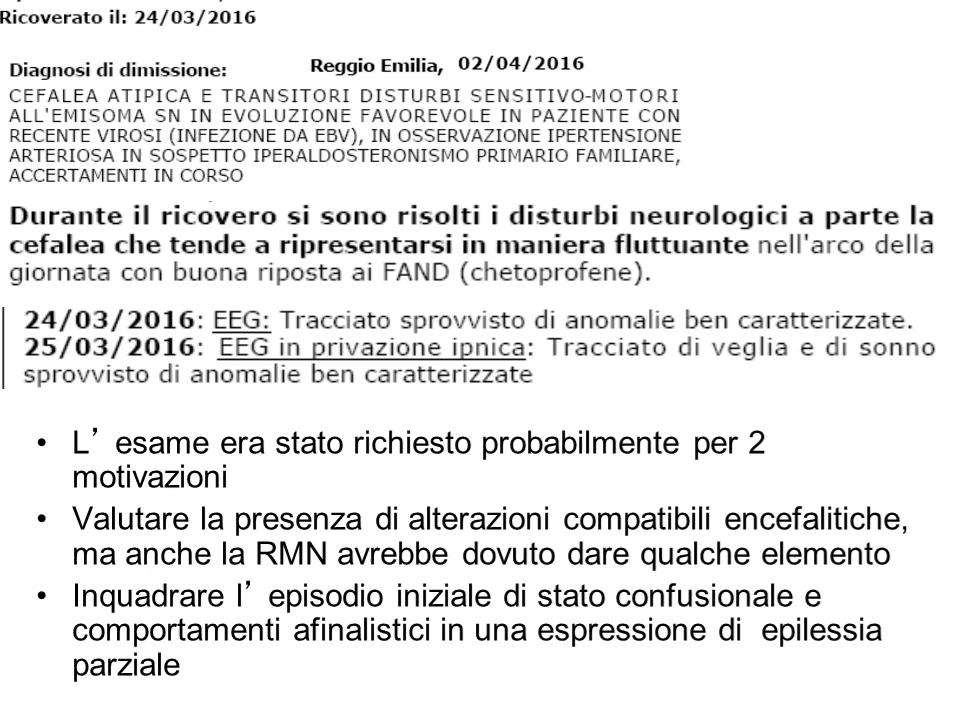 Ricoverato il: 24/03/2016
Diagnosi di dimissione: Reggio Emilia, 02/04/2016
CEFALEA ATIPICA E TRANSITORI DISTURBI SENSITIVO-MOTORI
ALL'EMISOMA SN IN EVOLUZIONE FAVOREVOLE IN PAZIENTE CON
RECENTE VIROSI (INFEZIONE DA EBV), IN OSSERVAZIONE IPERTENSIONE
ARTERIOSA IN SOSPETTO IPERALDOSTERONISMO PRIMARIO FAMILIARE,
ACCERTAMENTI IN CORSO
Durante il ricovero si sono risolti i disturbi neurologici a parte la
cefalea che tende a ripresentarsi in maniera fluttuante nell'arco della
giornata con buona riposta ai FAND (chetoprofene).
24/03/2016: EEG: Tracciato sprovvisto di anomalie ben caratterizzate.
25/03/2016: EEG in privazione ipnica: Tracciato di veglia e di sonno
sprovvisto di anomalie ben caratterizzate
• L’ esame era stato richiesto probabilmente per 2
motivazioni
• Valutare la presenza di alterazioni compatibili encefalitiche,
ma anche la RMN avrebbe dovuto dare qualche elemento
• Inquadrare l’ episodio iniziale di stato confusionale e
comportamenti afinalistici in una espressione di epilessia
parziale